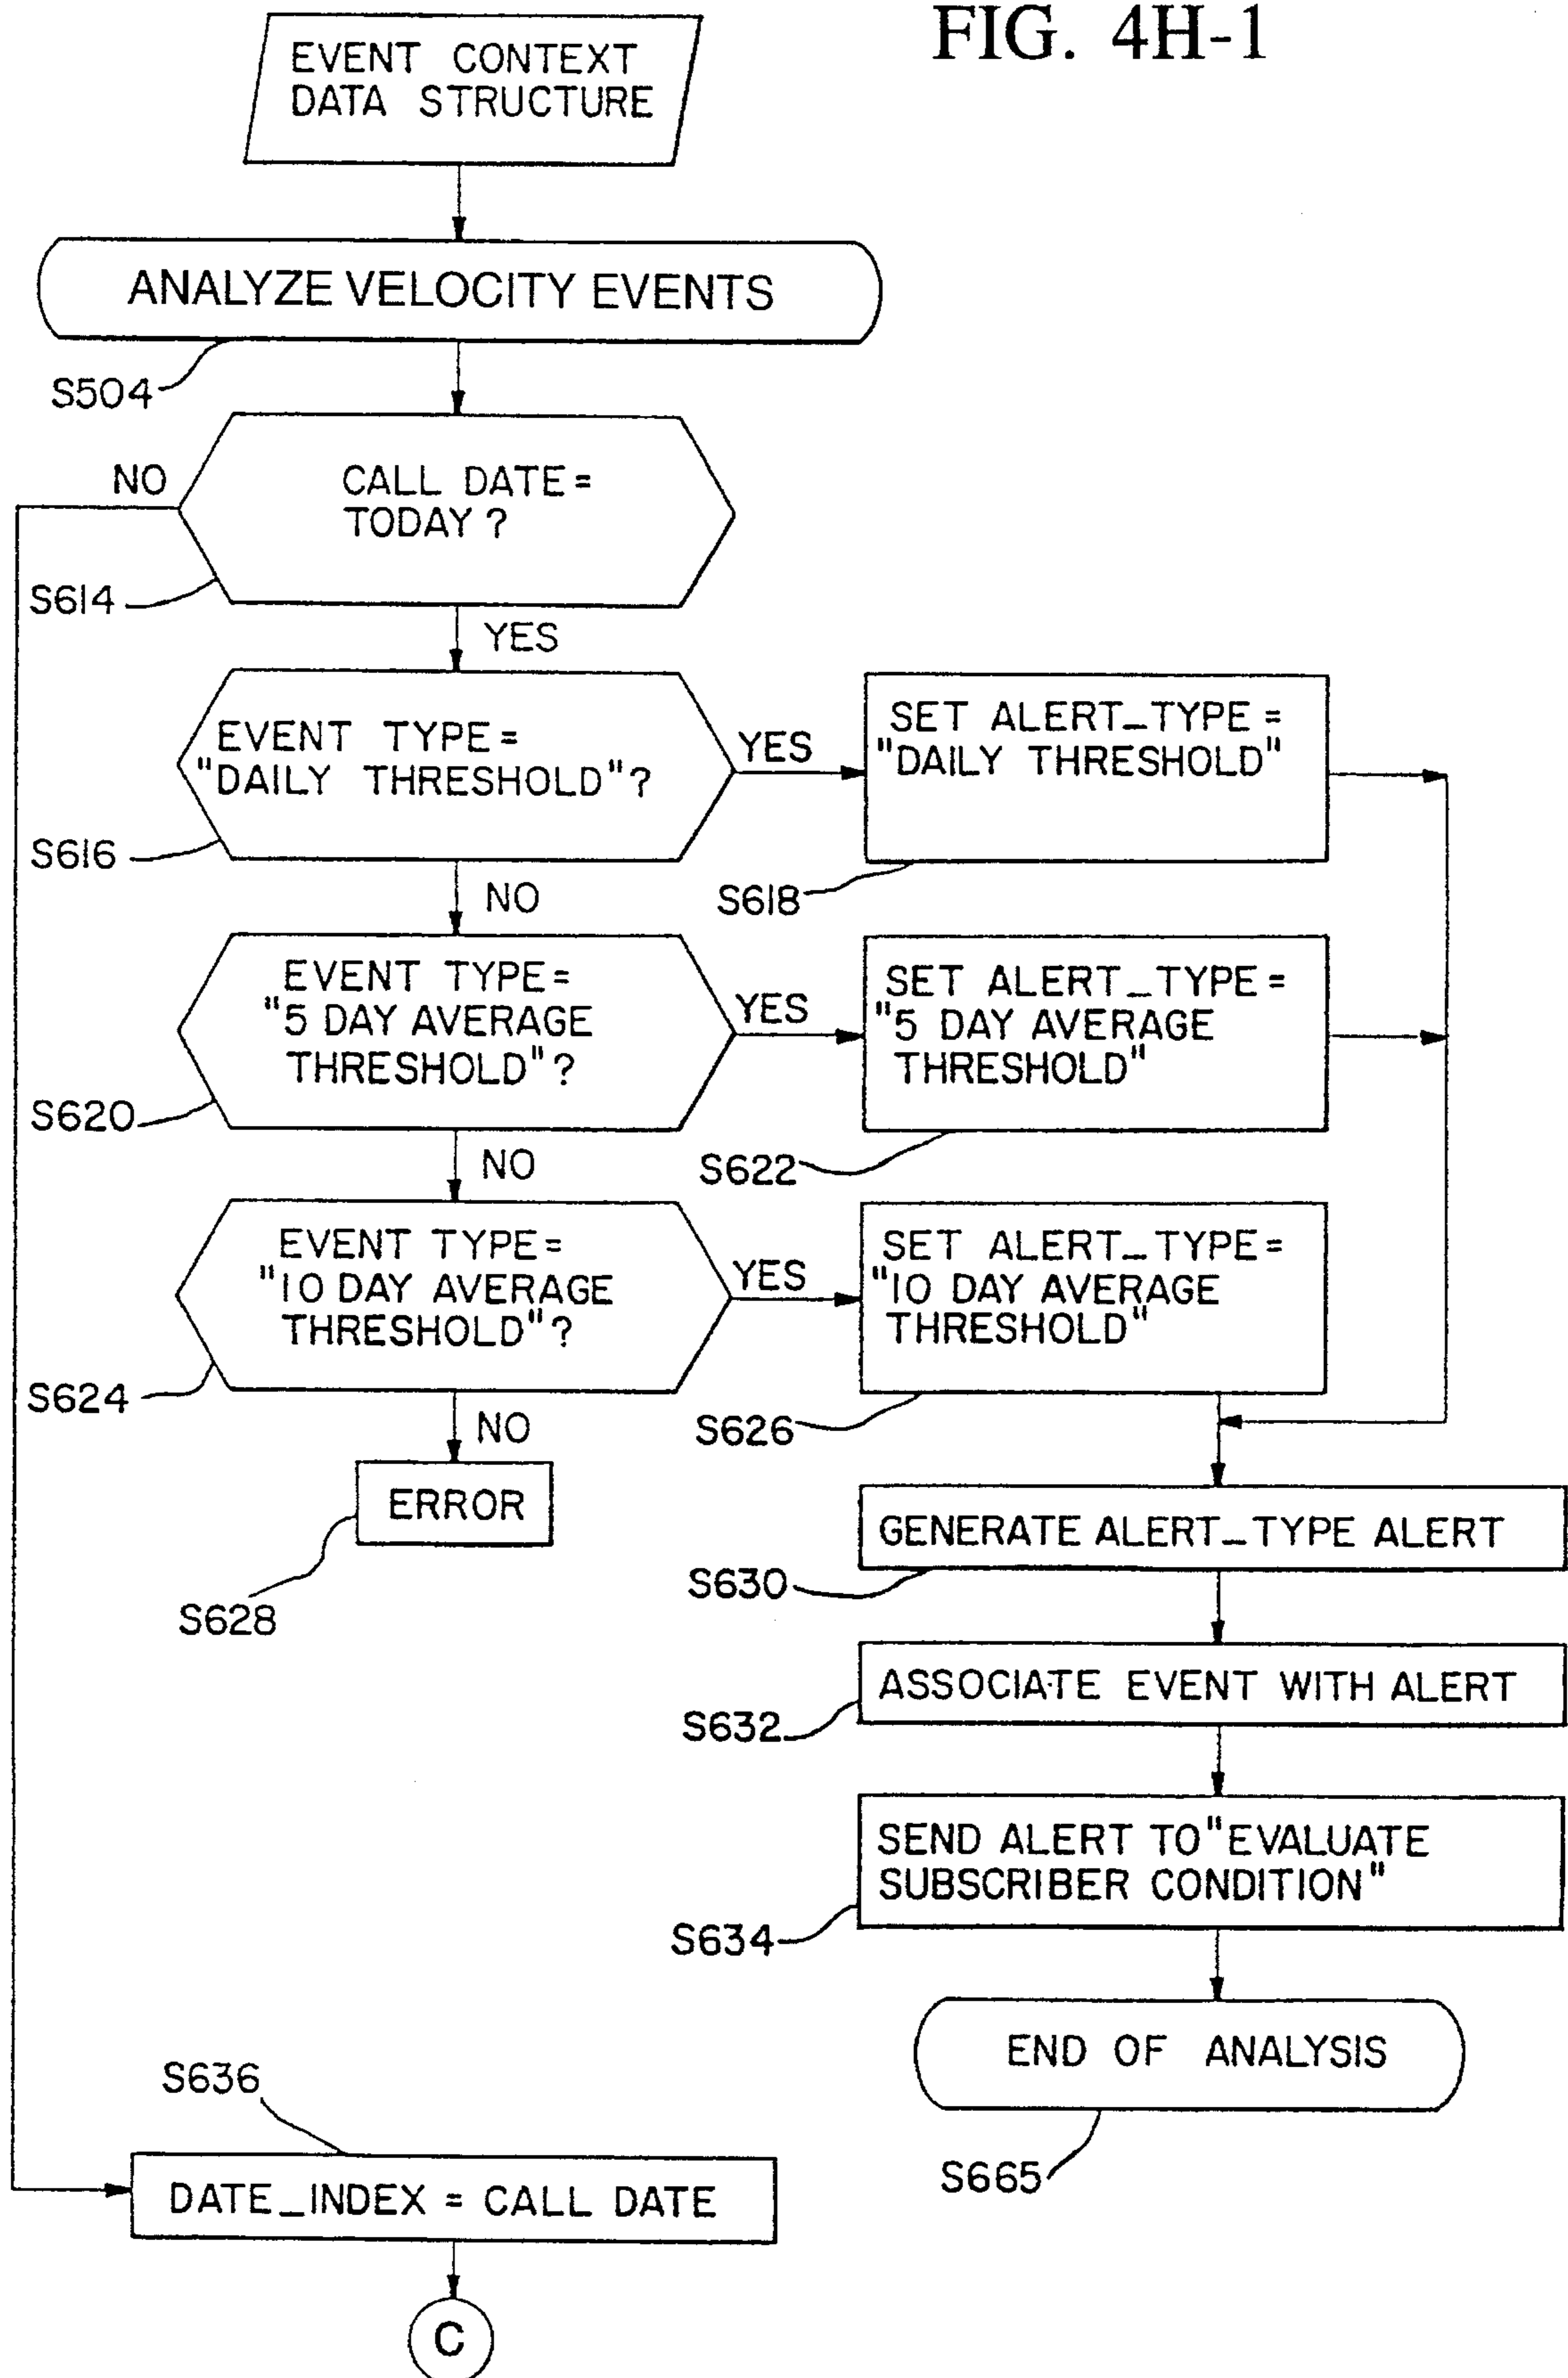 FIG. 4H-1
EVENT CONTEXT
DATA STRUCTURE
ANALYZE VELOCITY EVENTS
S504
NO
CALL DATE =
TODAY ?
S614
YES
EVENT TYPE =
"DAILY THRESHOLD"?
YES
SET ALERT_TYPE =
"DAILY THRESHOLD"
S616
S618
NO
EVENT TYPE =
"5 DAY AVERAGE
THRESHOLD"?
YES
SET ALERT_TYPE =
"5 DAY AVERAGE
THRESHOLD"
S620
S622
NO
EVENT TYPE =
"10 DAY AVERAGE
THRESHOLD"?
YES
SET ALERT_TYPE =
"10 DAY AVERAGE
THRESHOLD"
S624
S626
NO
ERROR
S628
GENERATE ALERT_TYPE ALERT
S630
ASSOCIATE EVENT WITH ALERT
S632
SEND ALERT TO "EVALUATE
SUBSCRIBER CONDITION"
S634
END OF ANALYSIS
S665
S636
DATE_INDEX = CALL DATE
C